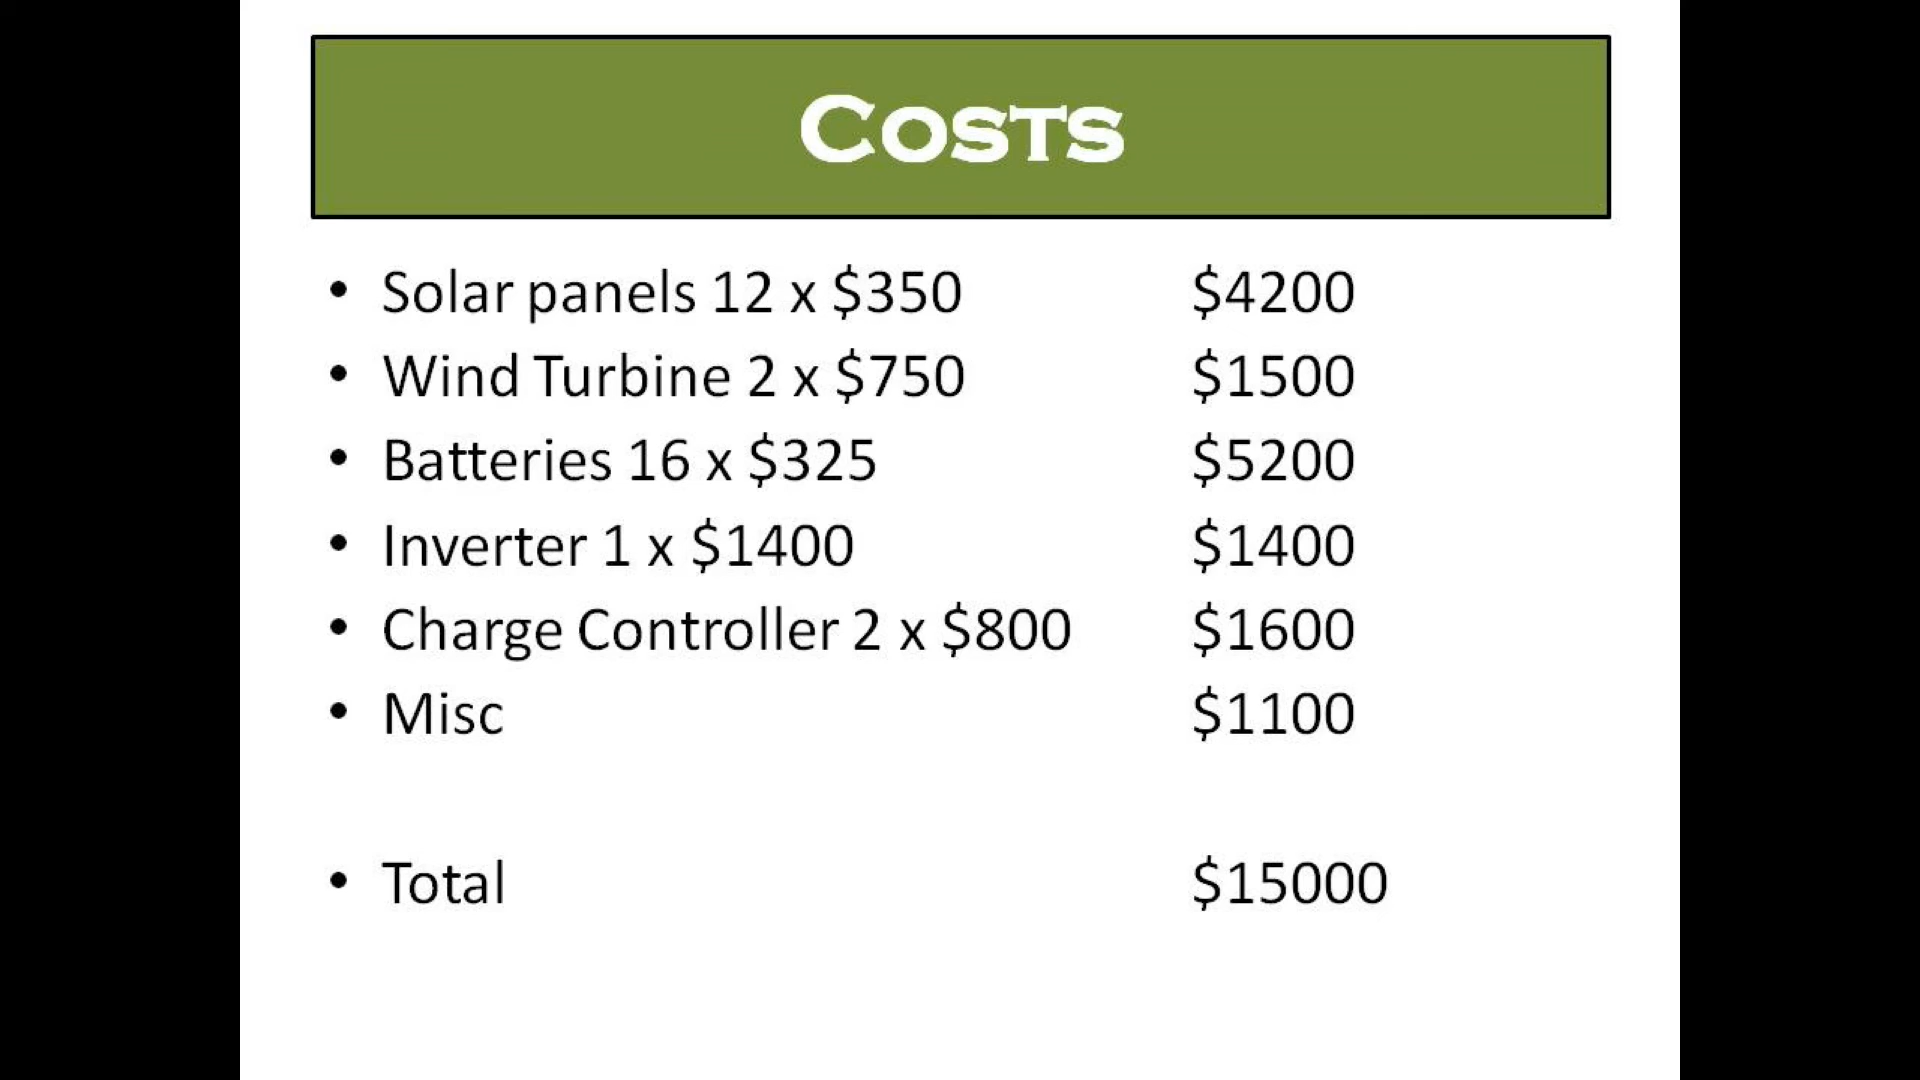 Costs
• Solar panels 12 x $350 $4200
• Wind Turbine 2 x $750 $1500
• Batteries 16 x $325 $5200
• Inverter 1 x $1400 $1400
• Charge Controller 2 x $800 $1600
• Misc $1100
• Total $15000